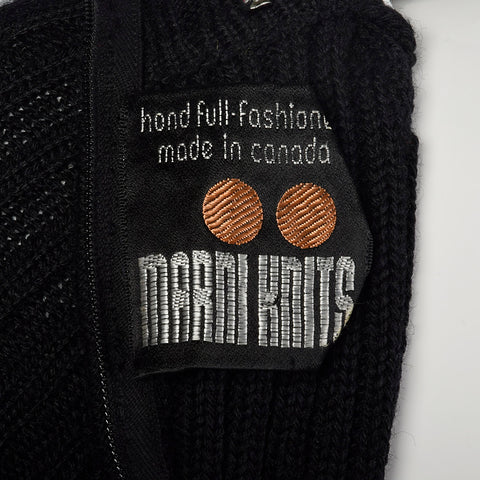 hand full-fashione
made in canada
MARNI KNITS